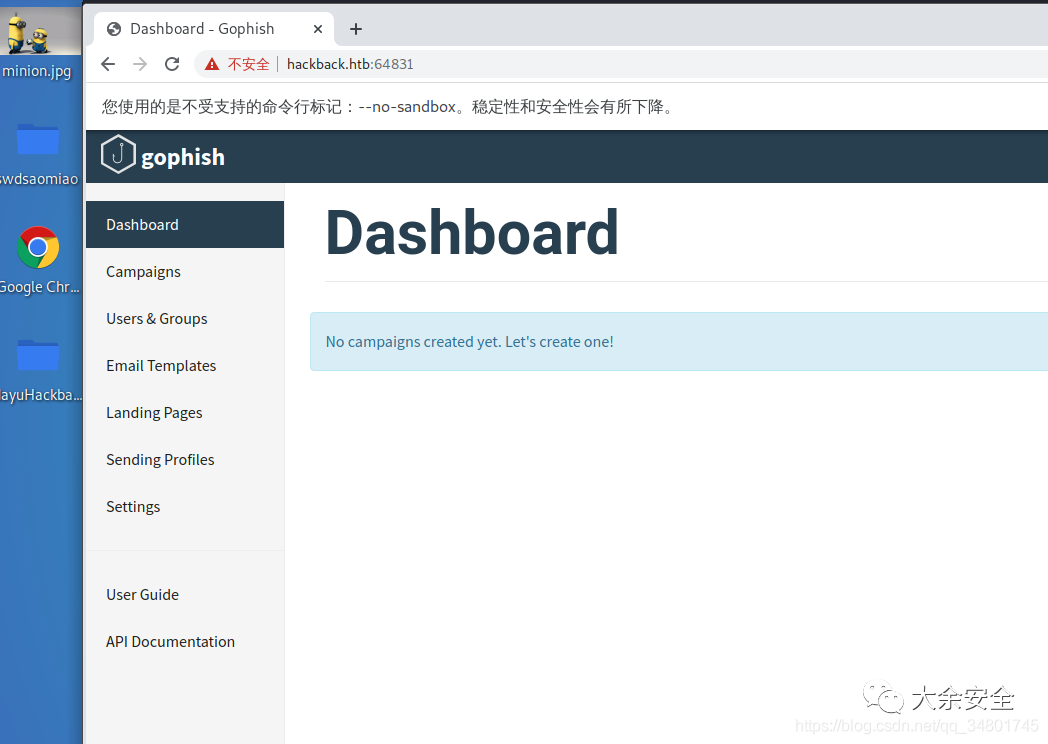 Dashboard - Gophish
minion.jpg
不安全
hackback.htb:64831
您使用的是不受支持的命令行标记：--no-sandbox。稳定性和安全性会有所下降。
gophish
swdsaomiao
Google Chr...
ayuHackba...
Dashboard
Campaigns
Users & Groups
Email Templates
Landing Pages
Sending Profiles
Settings
User Guide
API Documentation
Dashboard
No campaigns created yet. Let's create one!
大余安全
https://blog.csdn.net/qq_34801745